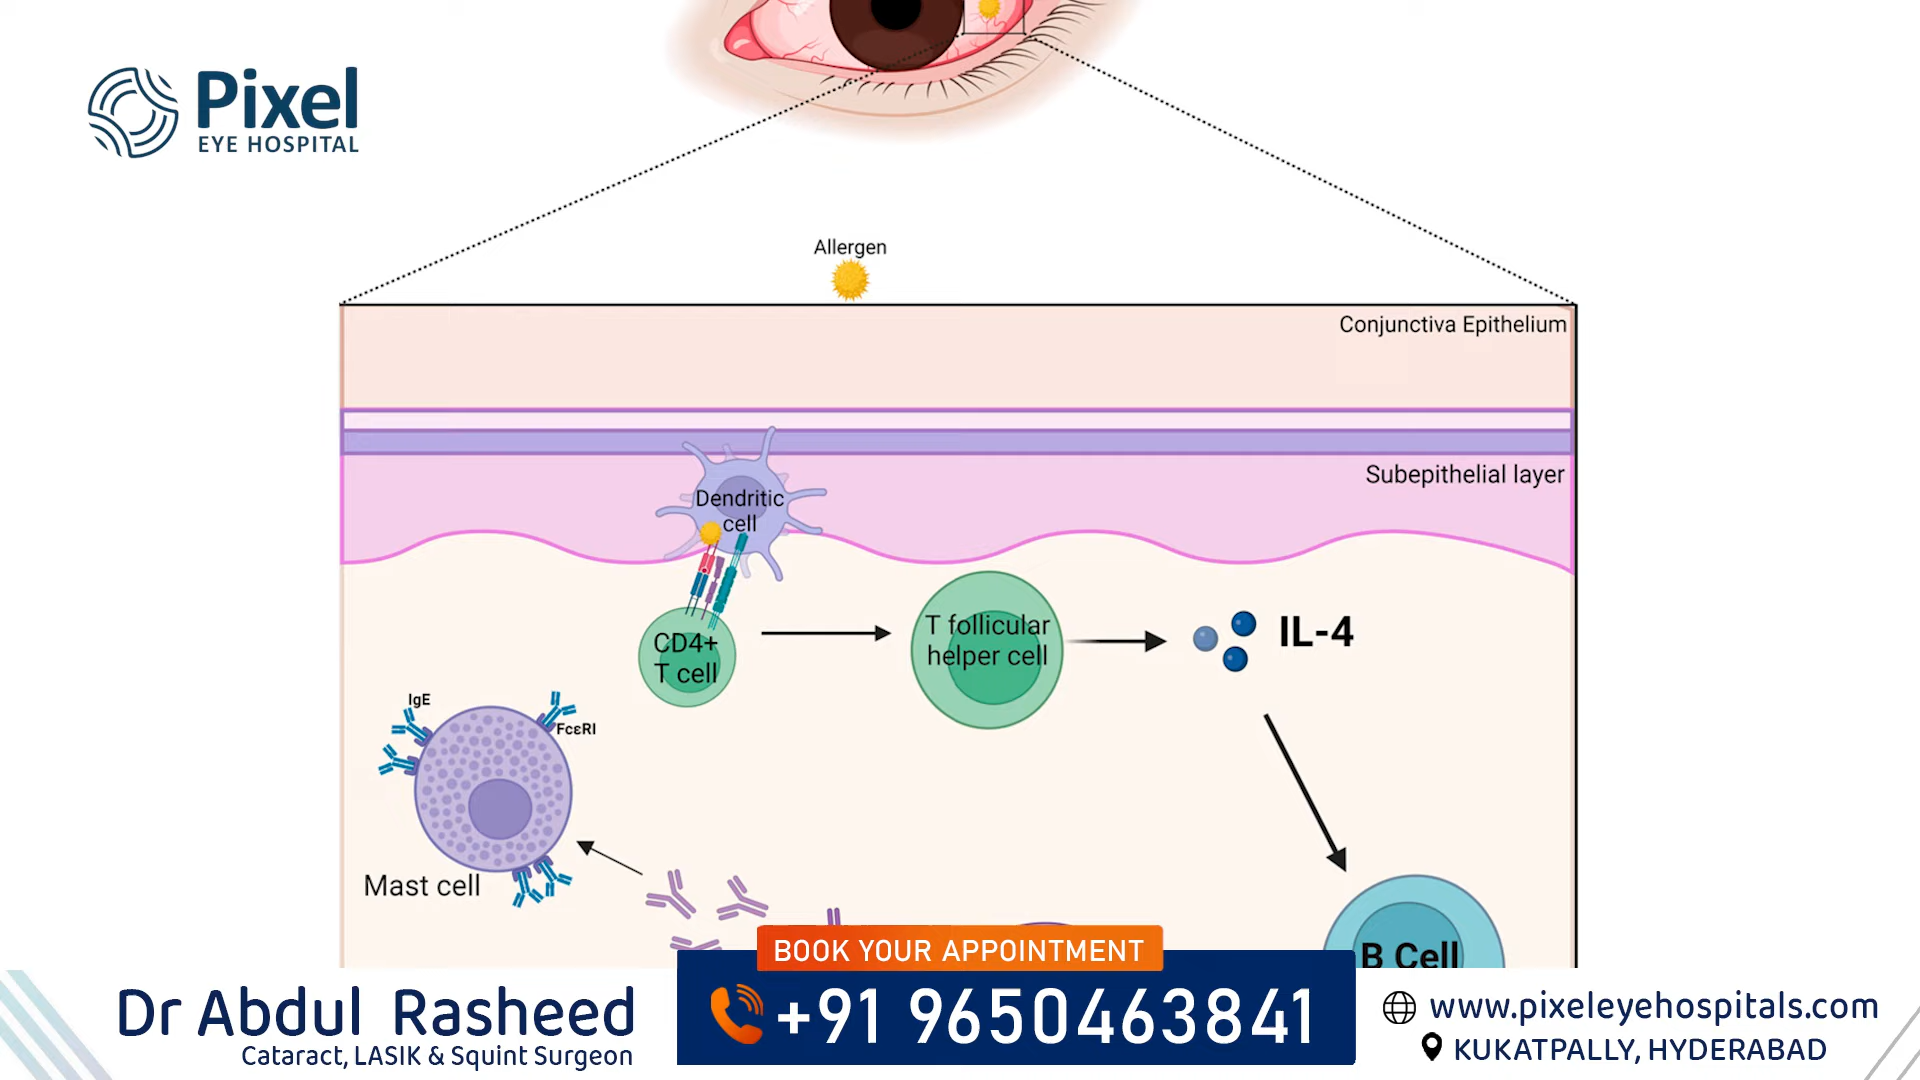 Pixel
EYE HOSPITAL
Allergen
Conjunctiva Epithelium
Subepithelial layer
Dendritic
cell
CD4+
T cell
T follicular
helper cell
IL-4
IgE
FcεRI
Mast cell
B Cell
BOOK YOUR APPOINTMENT
+91 9650463841
Dr Abdul Rasheed
Cataract, LASIK & Squint Surgeon
www.pixeleyehospitals.com
KUKATPALLY, HYDERABAD